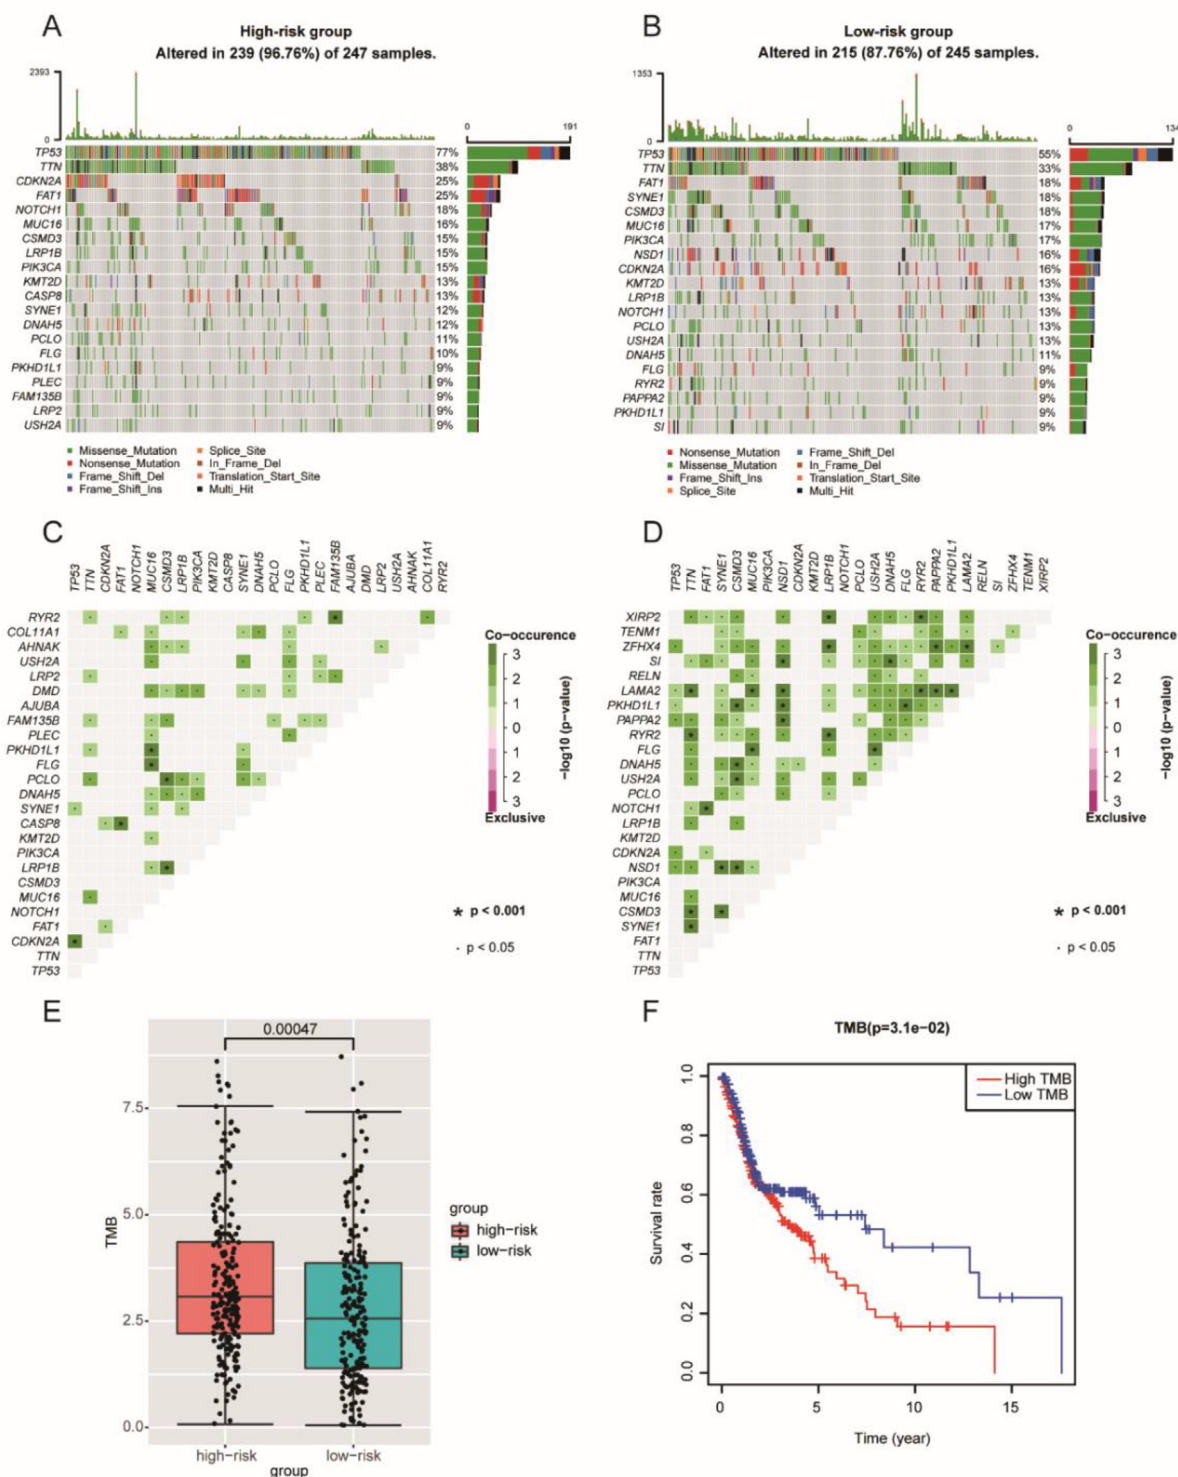 A
High-risk group
Altered in 239 (96.76%) of 247 samples.
2393
0
0
191
TP53 77%
TTN 38%
CDKN2A 25%
FAT1 25%
NOTCH1 18%
MUC16 16%
CSMD3 15%
LRP1B 15%
PIK3CA 15%
KMT2D 13%
CASP8 13%
SYNE1 12%
DNAH5 12%
PCLO 11%
FLG 10%
PKHD1L1 9%
PLEC 9%
FAM135B 9%
LRP2 9%
USH2A 9%
Missense_Mutation Splice_Site
Nonsense_Mutation In_Frame_Del
Frame_Shift_Del Translation_Start_Site
Frame_Shift_Ins Multi_Hit
B
Low-risk group
Altered in 215 (87.76%) of 245 samples.
1353
0
0
134
TP53 55%
TTN 33%
FAT1 18%
SYNE1 18%
CSMD3 18%
MUC16 17%
PIK3CA 17%
NSD1 16%
CDKN2A 16%
KMT2D 13%
LRP1B 13%
NOTCH1 13%
PCLO 13%
USH2A 13%
DNAH5 11%
FLG 9%
RYR2 9%
PAPPA2 9%
PKHD1L1 9%
SI 9%
Nonsense_Mutation Frame_Shift_Del
Missense_Mutation In_Frame_Del
Frame_Shift_Ins Translation_Start_Site
Splice_Site Multi_Hit
C
TP53
TTN
CDKN2A
FAT1
NOTCH1
MUC16
CSMD3
LRP1B
PIK3CA
KMT2D
CASP8
SYNE1
DNAH5
PCLO
FLG
PKHD1L1
PLEC
FAM135B
AJUBA
DMD
LRP2
USH2A
AHNAK
COL11A1
RYR2
RYR2
COL11A1
AHNAK
USH2A
LRP2
DMD
AJUBA
FAM135B
PLEC
PKHD1L1
FLG
PCLO
DNAH5
SYNE1
CASP8
KMT2D
PIK3CA
LRP1B
CSMD3
MUC16
NOTCH1
FAT1
CDKN2A
TTN
TP53
Co-occurence
3
2
1
0
1
2
3
Exclusive
-log10 (p-value)
* p < 0.001
· p < 0.05
D
TP53
TTN
FAT1
SYNE1
CSMD3
MUC16
PIK3CA
NSD1
CDKN2A
KMT2D
LRP1B
NOTCH1
PCLO
USH2A
DNAH5
FLG
RYR2
PAPPA2
PKHD1L1
LAMA2
RELN
SI
ZFHX4
TENM1
XIRP2
XIRP2
TENM1
ZFHX4
SI
RELN
LAMA2
PKHD1L1
PAPPA2
RYR2
FLG
DNAH5
USH2A
PCLO
NOTCH1
LRP1B
KMT2D
CDKN2A
NSD1
PIK3CA
MUC16
CSMD3
SYNE1
FAT1
TTN
TP53
Co-occurence
3
2
1
0
1
2
3
Exclusive
-log10 (p-value)
* p < 0.001
· p < 0.05
E
0.00047
7.5
5.0
2.5
0.0
TMB
high-risk low-risk
group
group
high-risk
low-risk
F
TMB(p=3.1e-02)
High TMB
Low TMB
1.0
0.8
0.6
0.4
0.2
0.0
Survival rate
0 5 10 15
Time (year)